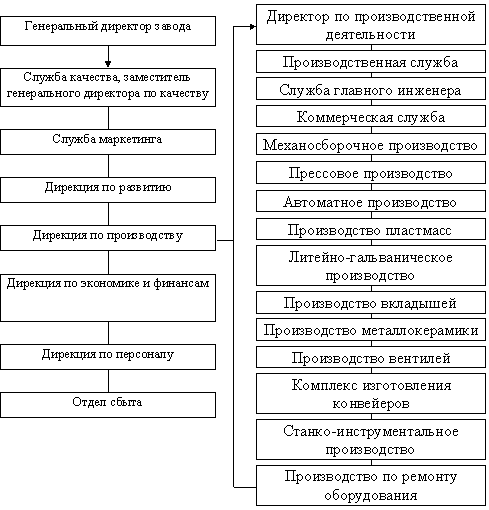 Генеральный директор завода
Служба качества, заместитель
генерального директора по качеству
Служба маркетинга
Дирекция по развитию
Дирекция по производству
Дирекция по экономике и финансам
Дирекция по персоналу
Отдел сбыта
Директор по производственной
деятельности
Производственная служба
Служба главного инженера
Коммерческая служба
Механосборочное производство
Прессовое производство
Автоматное производство
Производство пластмасс
Литейно-гальваническое
производство
Производство вкладышей
Производство металлокерамики
Производство вентилей
Комплекс изготовления
конвейеров
Станко-инструментальное
производство
Производство по ремонту
оборудования